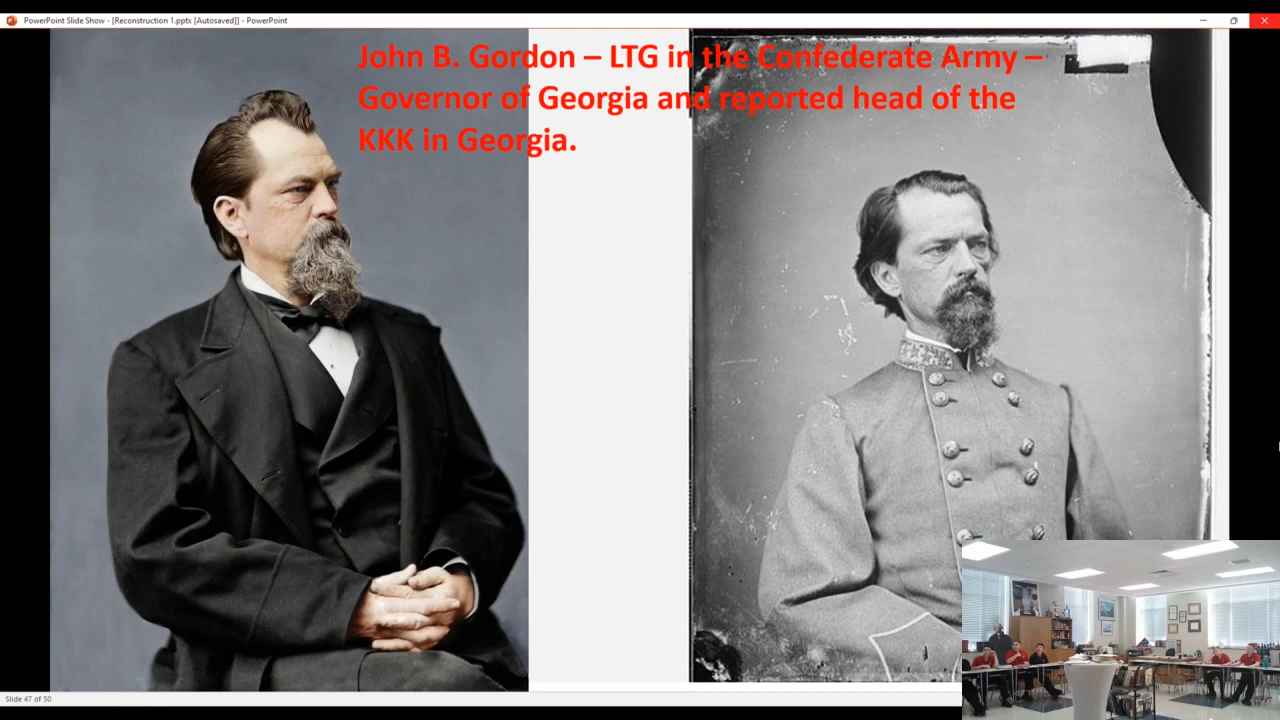 PowerPoint Slide Show - [Reconstruction 1.pptx [Autosaved]] - PowerPoint
John B. Gordon – LTG in the Confederate Army –
Governor of Georgia and reported head of the
KKK in Georgia.
Slide 47 of 50